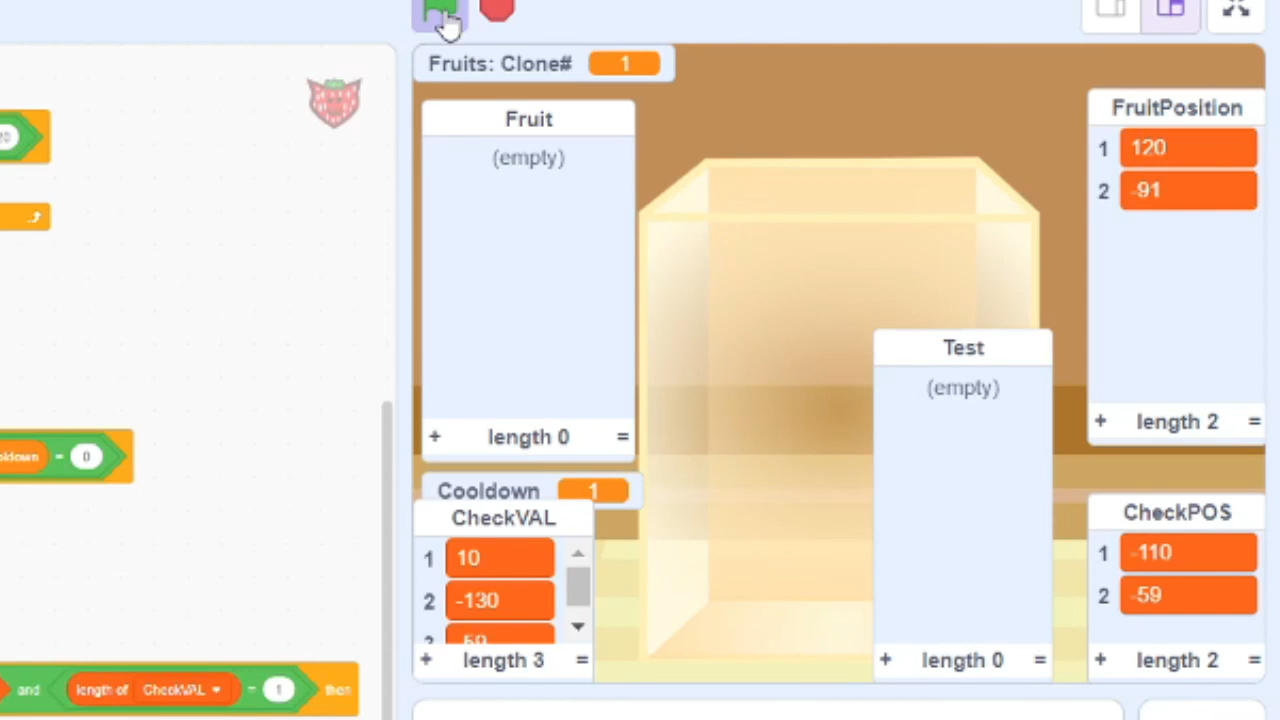 Fruits: Clone# 1
Fruit
(empty)
+ length 0 =
FruitPosition
1 120
2 -91
+ length 2 =
Test
(empty)
+ length 0 =
Cooldown 1
CheckVAL
1 10
2 -130
+ length 3 =
CheckPOS
1 -110
2 -59
+ length 2 =
= 0
and length of CheckVAL = 1 then